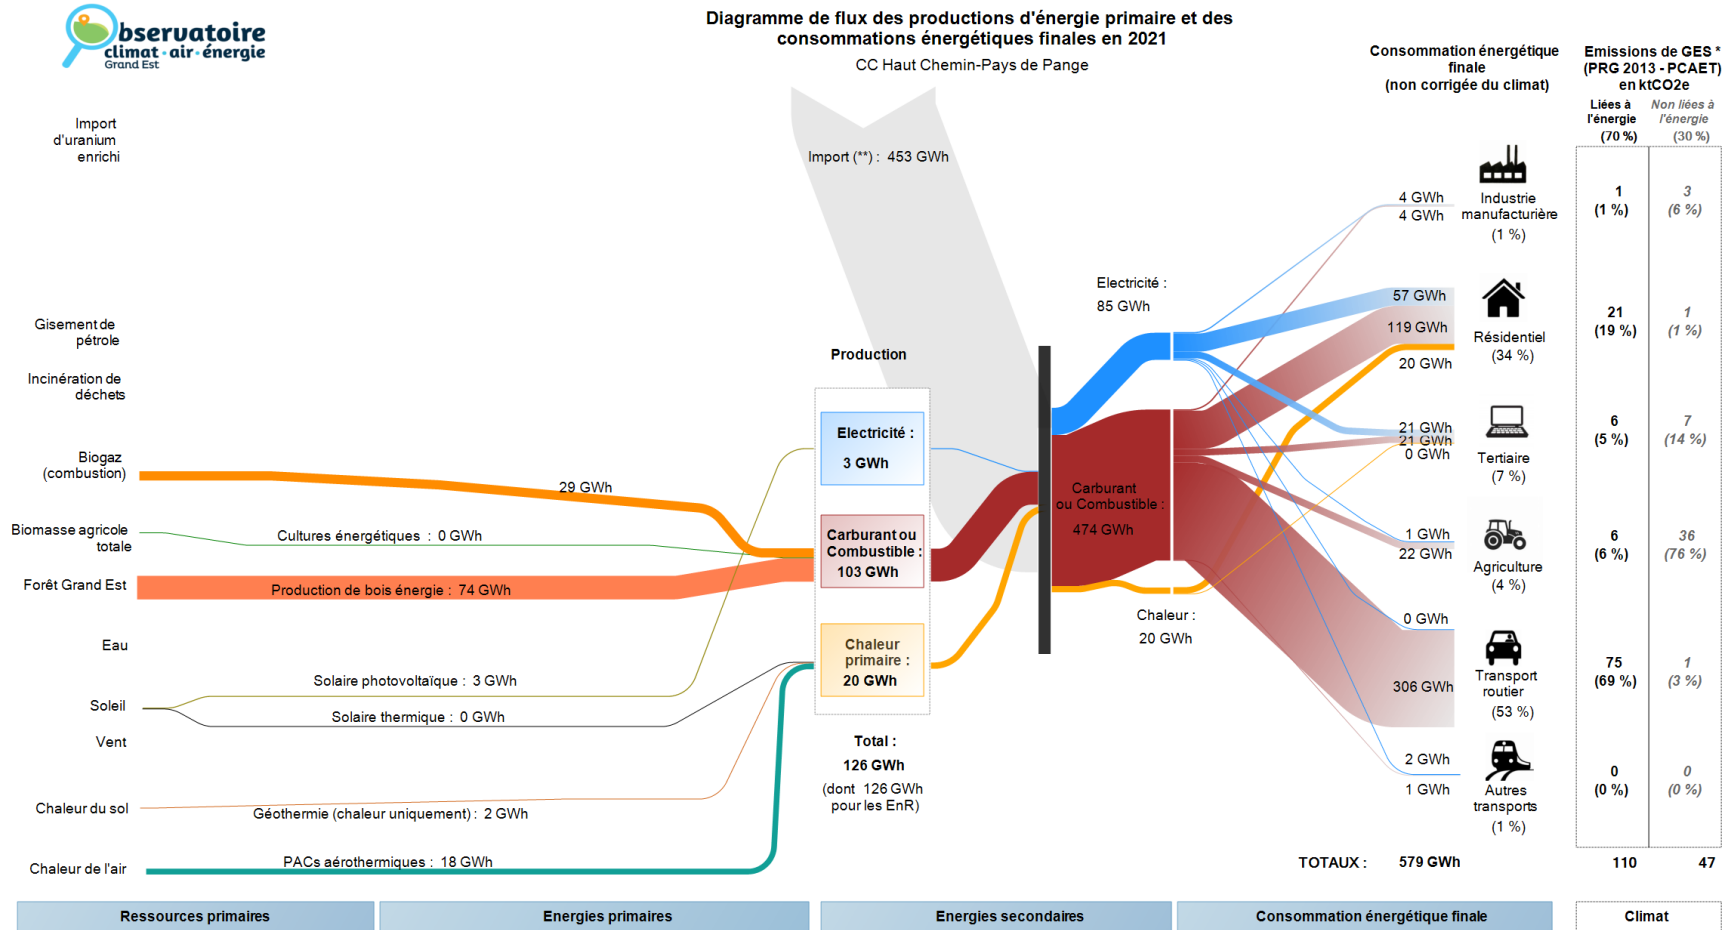 Observatoire
climat · air · énergie
Grand Est
Diagramme de flux des productions d'énergie primaire et des
consommations énergétiques finales en 2021
CC Haut Chemin-Pays de Pange
Consommation énergétique
finale
(non corrigée du climat)
Emissions de GES *
(PRG 2013 - PCAET)
en ktCO2e
Liées à
l'énergie
(70 %)
Non liées à
l'énergie
(30 %)
Import
d'uranium
enrichi
Gisement de
pétrole
Incinération de
déchets
Biogaz
(combustion)
Biomasse agricole
totale
Forêt Grand Est
Eau
Soleil
Vent
Chaleur du sol
Chaleur de l'air
29 GWh
Cultures énergétiques : 0 GWh
Production de bois énergie : 74 GWh
Solaire photovoltaïque : 3 GWh
Solaire thermique : 0 GWh
Géothermie (chaleur uniquement) : 2 GWh
PACs aérothermiques : 18 GWh
Import (**) : 453 GWh
Production
Electricité :
3 GWh
Carburant ou
Combustible :
103 GWh
Chaleur
primaire :
20 GWh
Total :
126 GWh
(dont 126 GWh
pour les EnR)
Electricité :
85 GWh
Carburant
ou Combustible :
474 GWh
Chaleur :
20 GWh
4 GWh
4 GWh
Industrie
manufacturière
(1 %)
1
(1 %)
3
(6 %)
57 GWh
119 GWh
20 GWh
Résidentiel
(34 %)
21
(19 %)
1
(1 %)
21 GWh
21 GWh
0 GWh
Tertiaire
(7 %)
6
(5 %)
7
(14 %)
1 GWh
22 GWh
Agriculture
(4 %)
6
(6 %)
36
(76 %)
0 GWh
306 GWh
Transport
routier
(53 %)
75
(69 %)
1
(3 %)
2 GWh
1 GWh
Autres
transports
(1 %)
0
(0 %)
0
(0 %)
TOTAUX : 579 GWh
110
47
Ressources primaires
Energies primaires
Energies secondaires
Consommation énergétique finale
Climat